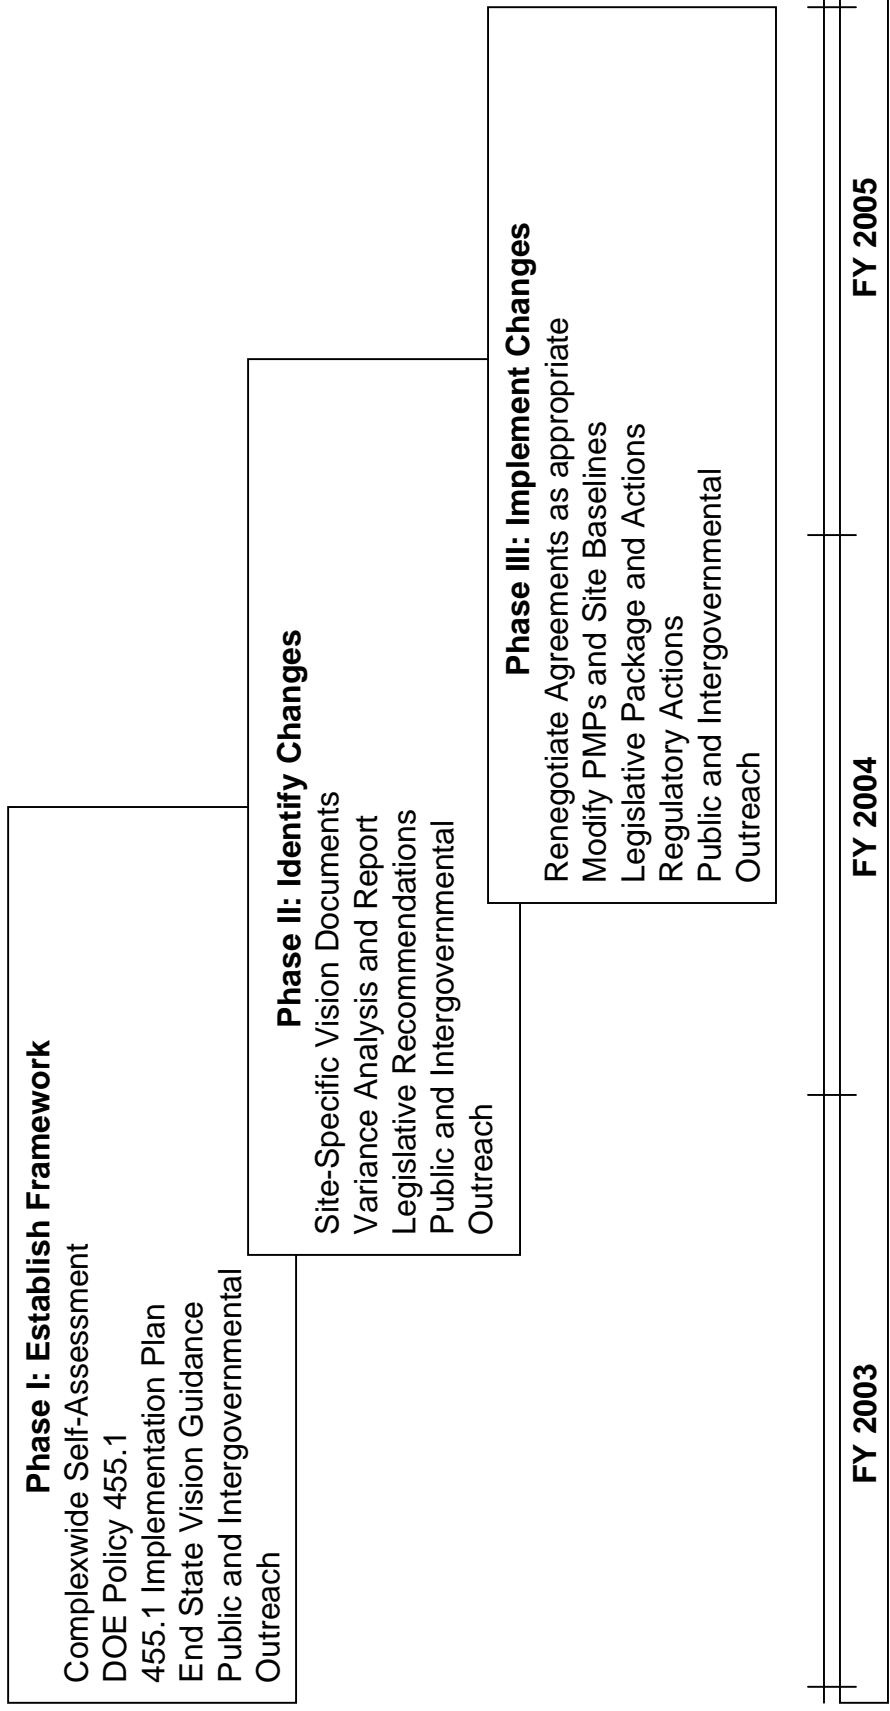 Phase I: Establish Framework
Complexwide Self-Assessment
DOE Policy 455.1
455.1 Implementation Plan
End State Vision Guidance
Public and Intergovernmental
Outreach
Phase II: Identify Changes
Site-Specific Vision Documents
Variance Analysis and Report
Legislative Recommendations
Public and Intergovernmental
Outreach
Phase III: Implement Changes
Renegotiate Agreements as appropriate
Modify PMPs and Site Baselines
Legislative Package and Actions
Regulatory Actions
Public and Intergovernmental
Outreach
FY 2003
FY 2004
FY 2005